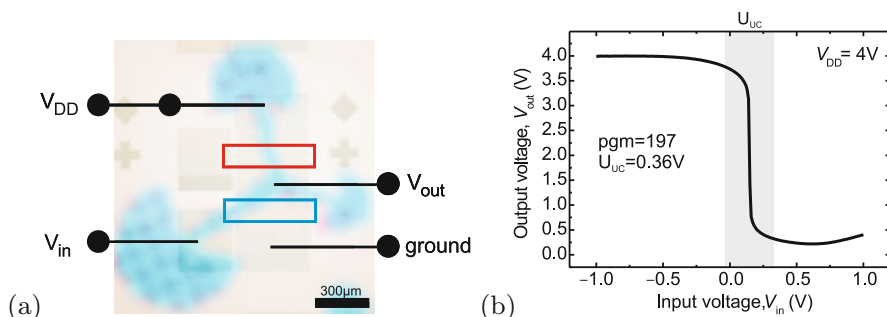 (a)
V_DD
V_out
V_in
ground
300μm
(b)
U_UC
V_DD= 4V
pgm=197
U_UC=0.36V
Output voltage, V_out (V)
4.0
3.5
3.0
2.5
2.0
1.5
1.0
0.5
0.0
−1.0 −0.5 0.0 0.5 1.0
Input voltage,V_in (V)